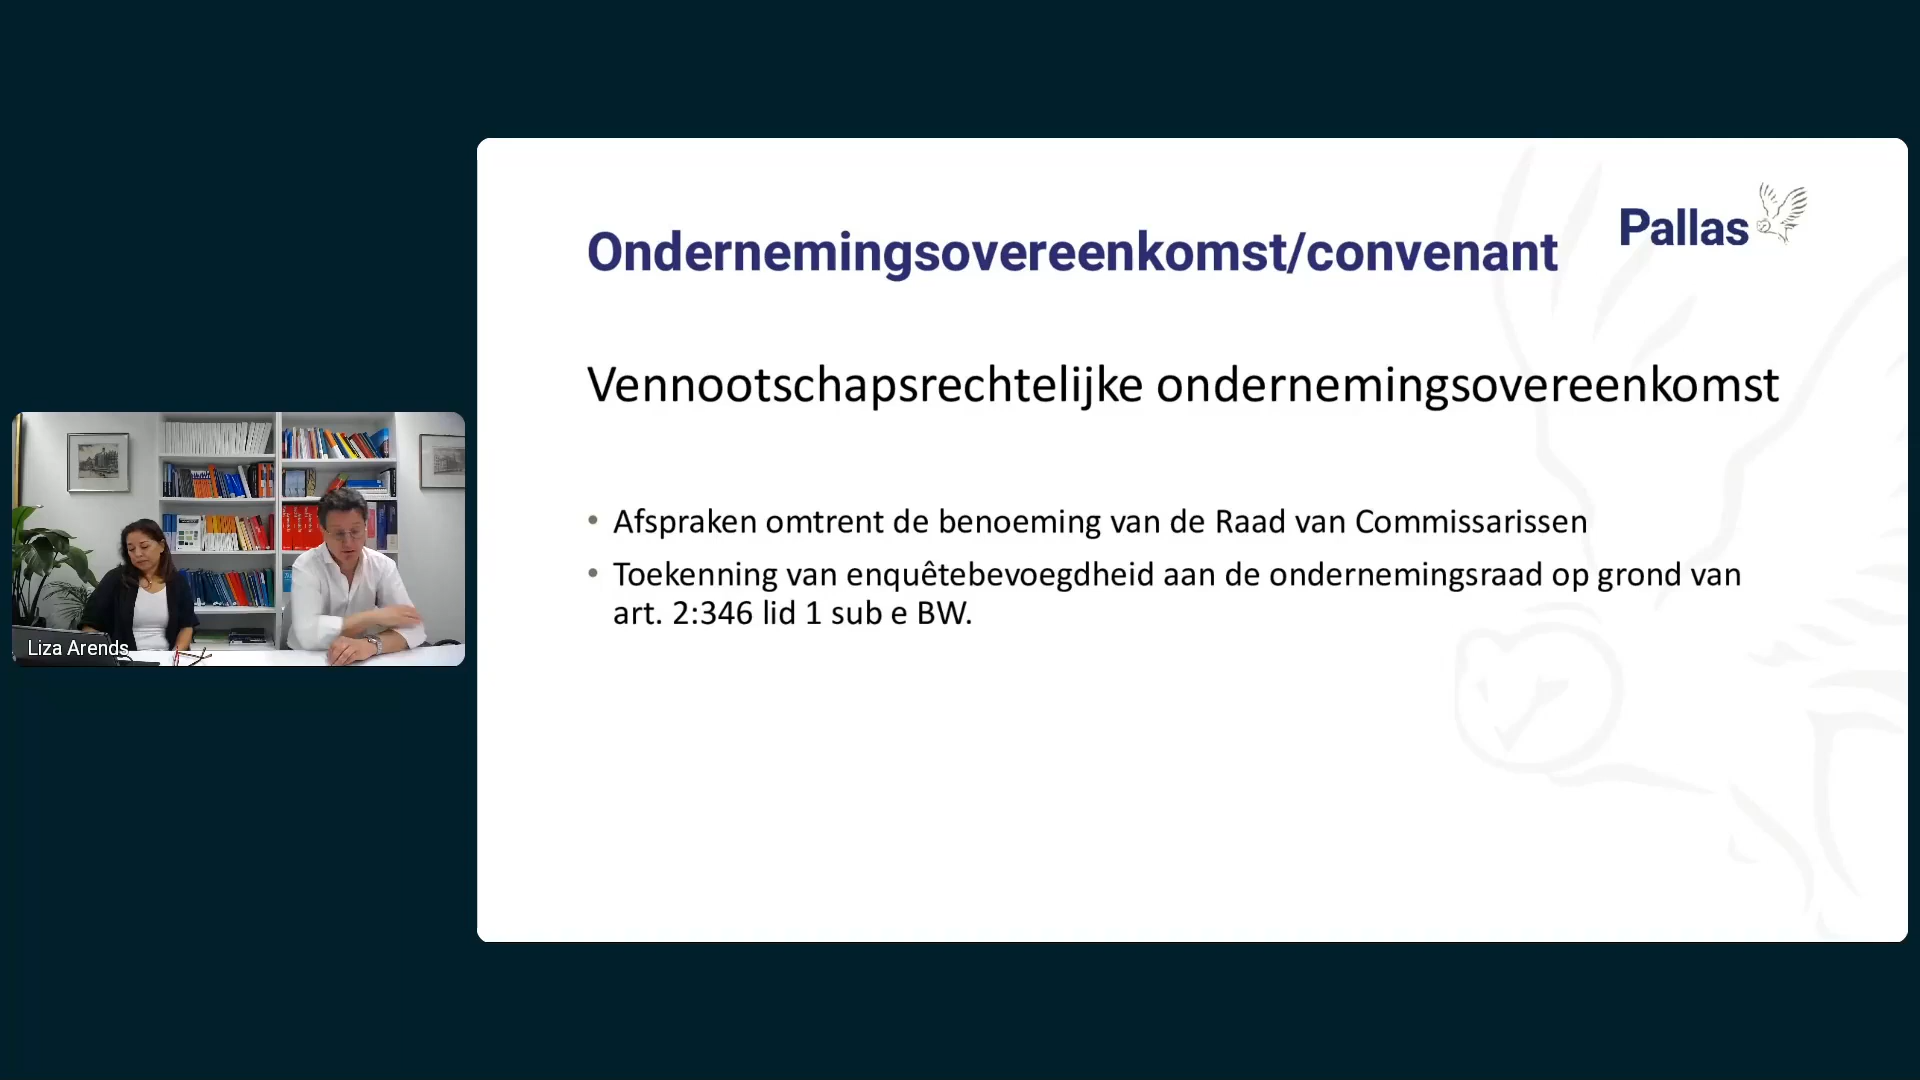 Pallas
Ondernemingsovereenkomst/convenant
Vennootschapsrechtelijke ondernemingsovereenkomst
• Afspraken omtrent de benoeming van de Raad van Commissarissen
• Toekenning van enquêtebevoegdheid aan de ondernemingsraad op grond van
art. 2:346 lid 1 sub e BW.
Liza Arends